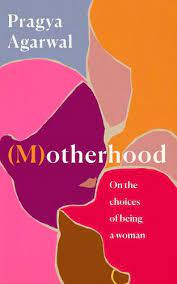 Pragya
Agarwal
(M)otherhood
On the
choices
of being
a woman